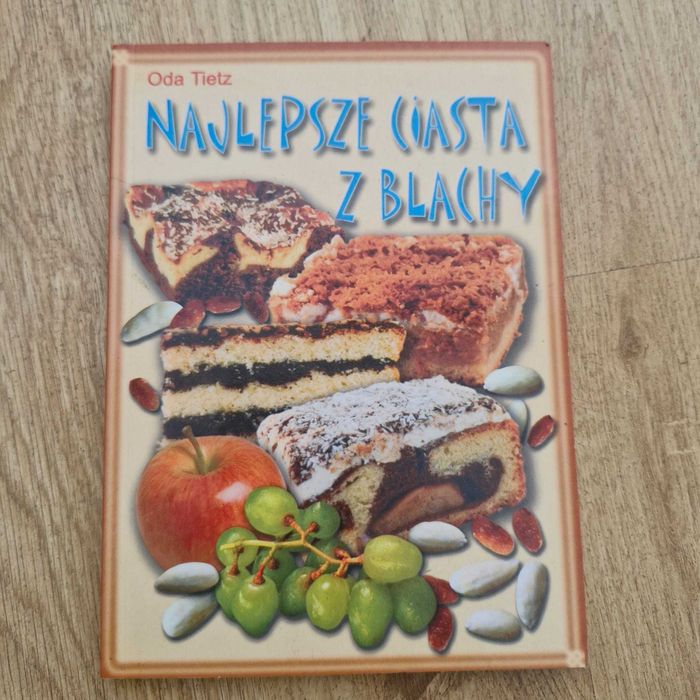 Oda Tietz
NAJLEPSZE CIASTA
Z BLACHY